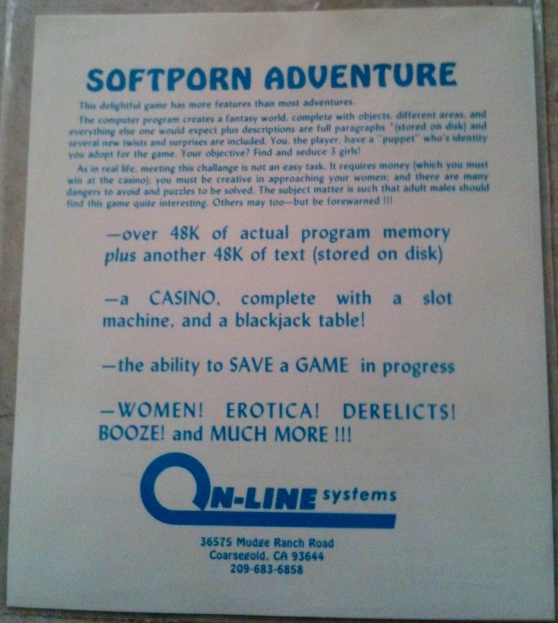 SOFTPORN ADVENTURE
This delightful game has more features than most adventures.
The computer program creates a fantasy world, complete with objects, different areas, and
everything else one would expect plus descriptions are full paragraphs *(stored on disk) and
several new twists and surprises are included. You, the player, have a "puppet" who's identity
you adopt for the game. Your objective? Find and seduce 3 girls!
As in real life, meeting this challange is not an easy task. It requires money (which you must
win at the casino); you must be creative in approaching your women; and there are many
dangers to avoid and puzzles to be solved. The subject matter is such that adult males should
find this game quite interesting. Others may too—but be forewarned !!!
—over 48K of actual program memory
plus another 48K of text (stored on disk)
—a CASINO, complete with a slot
machine, and a blackjack table!
—the ability to SAVE a GAME in progress
—WOMEN! EROTICA! DERELICTS!
BOOZE! and MUCH MORE !!!
ON-LINE systems
36575 Mudge Ranch Road
Coarsegold, CA 93644
209-683-6858